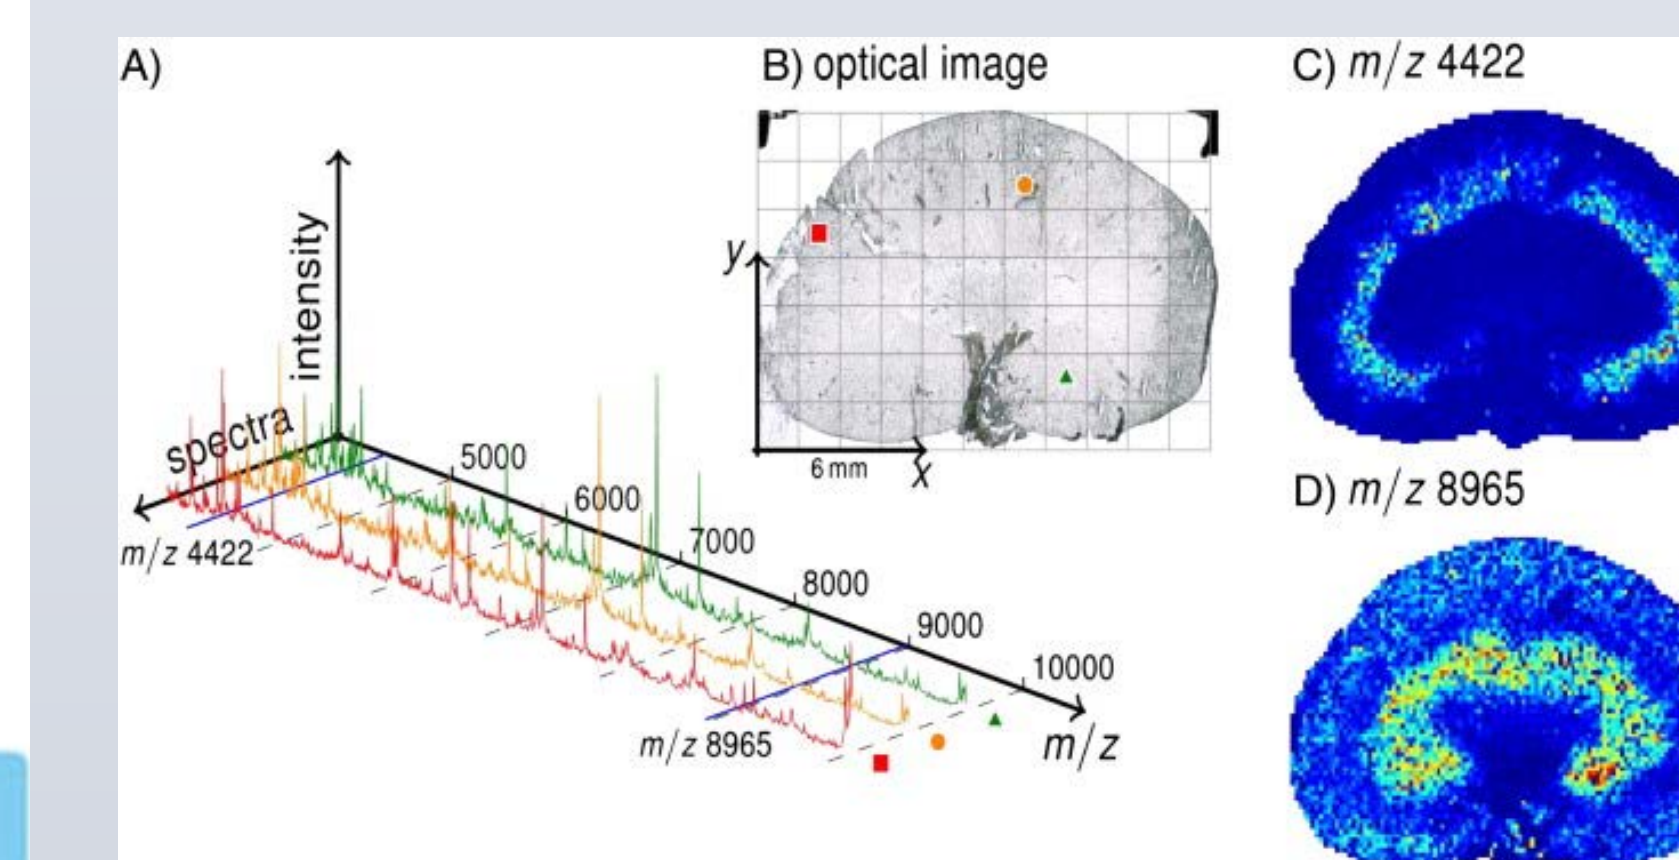 A)
B) optical image
C) m/z 4422
intensity
spectra
5000
6000
7000
8000
9000
10000
m/z
m/z 4422
m/z 8965
y
x
6 mm
D) m/z 8965